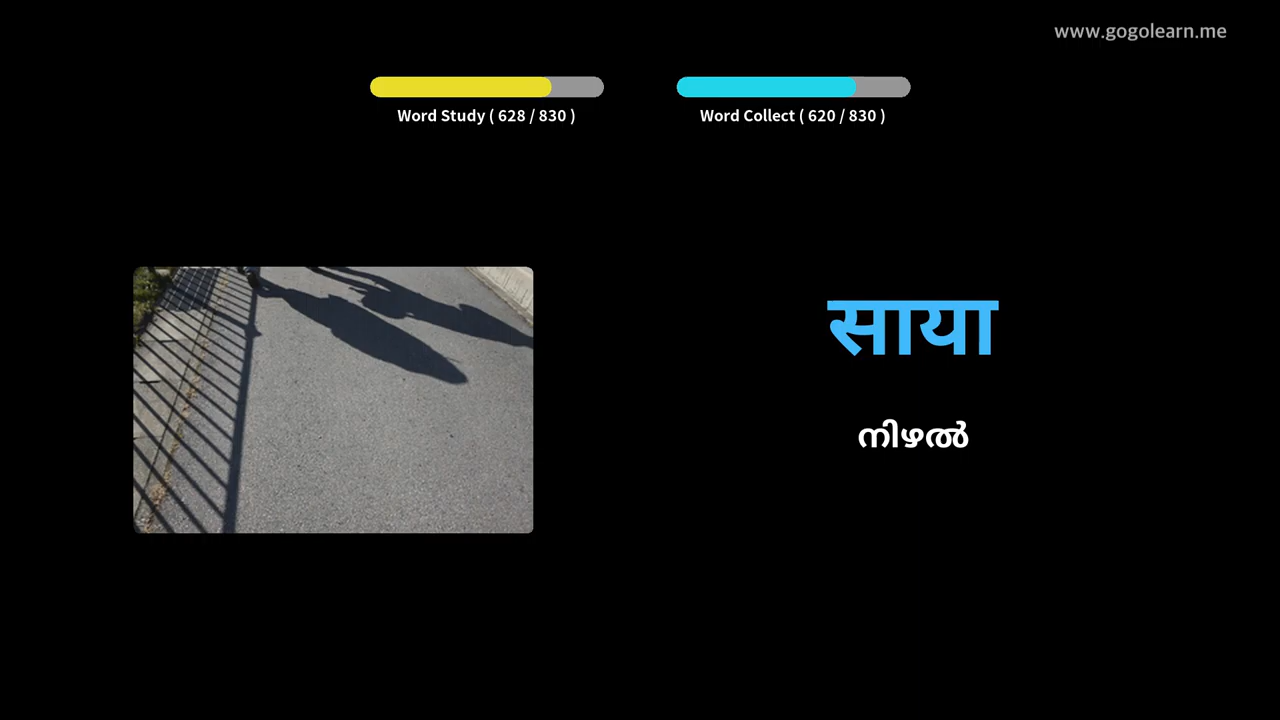 www.gogolearn.me
Word Study ( 628 / 830 )
Word Collect ( 620 / 830 )
साया
നിഴൽ